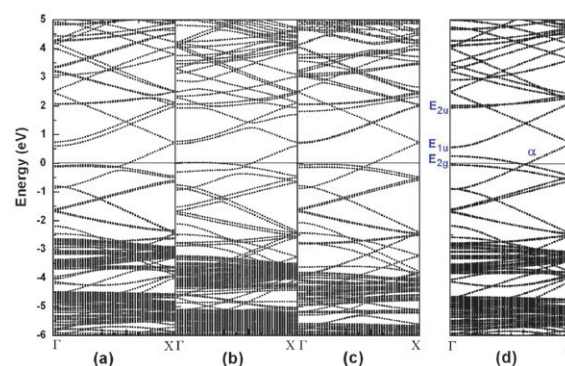 5
4
3
2
1
0
-1
-2
-3
-4
-5
-6
Energy (eV)
E2u
E1u
E2g
α
Γ XΓ XΓ X Γ
(a) (b) (c) (d)